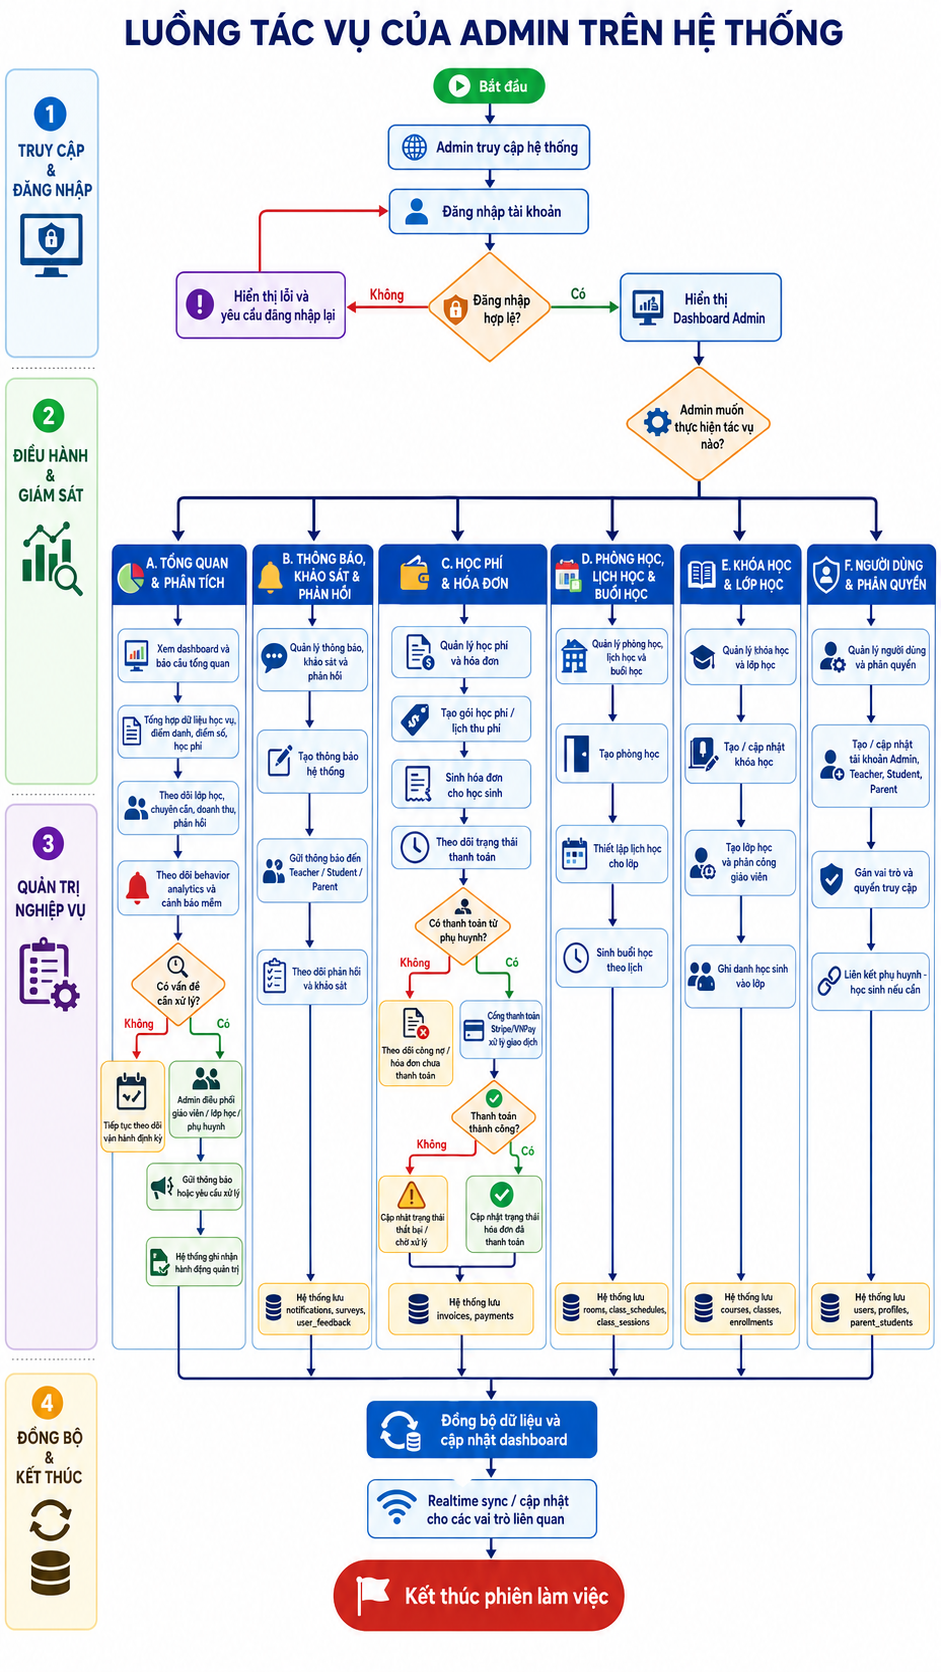 LUỒNG TÁC VỤ CỦA ADMIN TRÊN HỆ THỐNG
1
TRUY CẬP
&
ĐĂNG NHẬP
Bắt đầu
Admin truy cập hệ thống
Đăng nhập tài khoản
Hiển thị lỗi và
yêu cầu đăng nhập lại
Không
Đăng nhập
hợp lệ?
Có
Hiển thị
Dashboard Admin
2
ĐIỀU HÀNH
&
GIÁM SÁT
Admin muốn
thực hiện tác vụ
nào?
A. TỔNG QUAN
& PHÂN TÍCH
Xem dashboard và
báo cáo tổng quan
Tổng hợp dữ liệu học vụ,
điểm danh, điểm số,
học phí
Theo dõi lớp học,
chuyên cần, doanh thu,
phản hồi
Theo dõi behavior
analytics và
cảnh báo mềm
Có vấn đề
cần xử lý?
Không
Có
Tiếp tục theo dõi
vận hành định kỳ
Admin điều phối
giáo viên / lớp học /
phụ huynh
Gửi thông báo
hoặc yêu cầu xử lý
Hệ thống ghi nhận
hành động quản trị
B. THÔNG BÁO,
KHẢO SÁT &
PHẢN HỒI
Quản lý thông báo,
khảo sát và
phản hồi
Tạo thông báo
hệ thống
Gửi thông báo đến
Teacher / Student /
Parent
Theo dõi phản hồi
và khảo sát
Hệ thống lưu
notifications, surveys,
user_feedback
C. HỌC PHÍ
& HÓA ĐƠN
Quản lý học phí
và hóa đơn
Tạo gói học phí /
lịch thu phí
Sinh hóa đơn
cho học sinh
Theo dõi trạng thái
thanh toán
Có thanh toán từ
phụ huynh?
Không
Có
Theo dõi công nợ /
hóa đơn chưa
thanh toán
Cổng thanh toán
Stripe/VNPay
xử lý giao dịch
Thanh toán
thành công?
Không
Có
Cập nhật trạng thái
thất bại /
chờ xử lý
Cập nhật trạng thái
hóa đơn đã
thanh toán
Hệ thống lưu
invoices, payments
D. PHÒNG HỌC,
LỊCH HỌC &
BUỔI HỌC
Quản lý phòng học,
lịch học và
buổi học
Tạo phòng học
Thiết lập lịch học
cho lớp
Sinh buổi học
theo lịch
Hệ thống lưu
rooms, class_schedules,
class_sessions
E. KHÓA HỌC
& LỚP HỌC
Quản lý khóa học
và lớp học
Tạo / cập nhật
khóa học
Tạo lớp học
và phân công
giáo viên
Ghi danh học sinh
vào lớp
Hệ thống lưu
courses, classes,
enrollments
F. NGƯỜI DÙNG
& PHÂN QUYỀN
Quản lý người dùng
và phân quyền
Tạo / cập nhật
tài khoản Admin,
Teacher, Student,
Parent
Gán vai trò và
quyền truy cập
Liên kết phụ huynh -
học sinh nếu cần
Hệ thống lưu
users, profiles,
parent_students
3
QUẢN TRỊ
NGHIỆP VỤ
4
ĐỒNG BỘ
&
KẾT THÚC
Đồng bộ dữ liệu và
cập nhật dashboard
Realtime sync / cập nhật
cho các vai trò liên quan
Kết thúc phiên làm việc